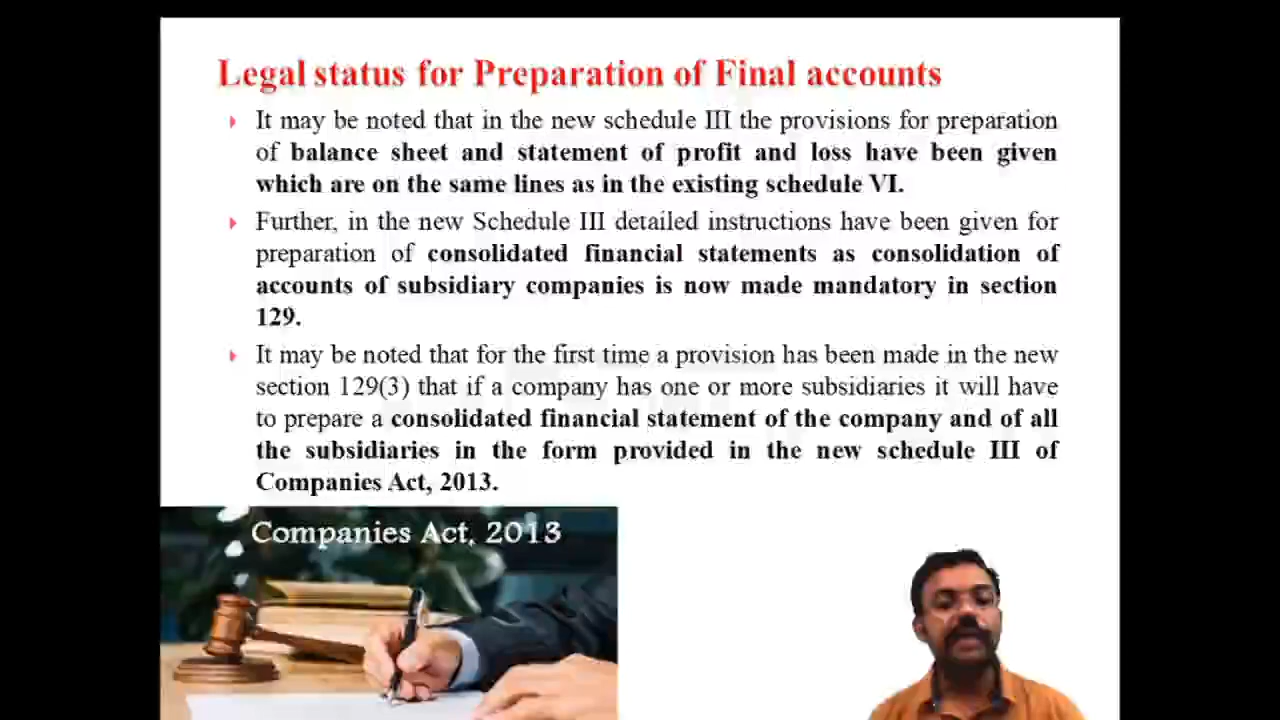 Legal status for Preparation of Final accounts
It may be noted that in the new schedule III the provisions for preparation
of balance sheet and statement of profit and loss have been given
which are on the same lines as in the existing schedule VI.
Further, in the new Schedule III detailed instructions have been given for
preparation of consolidated financial statements as consolidation of
accounts of subsidiary companies is now made mandatory in section
129.
It may be noted that for the first time a provision has been made in the new
section 129(3) that if a company has one or more subsidiaries it will have
to prepare a consolidated financial statement of the company and of all
the subsidiaries in the form provided in the new schedule III of
Companies Act, 2013.
Companies Act, 2013